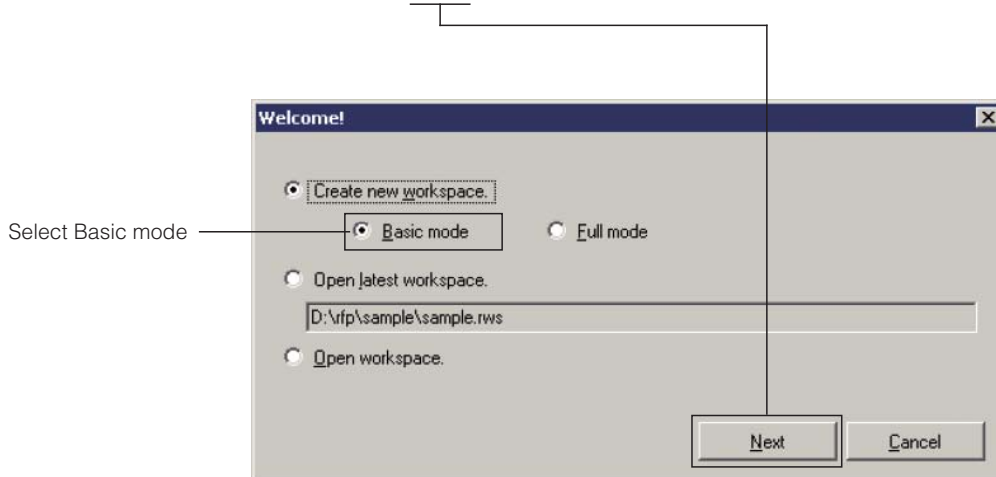 Welcome!
Create new workspace.
Select Basic mode
Basic mode
Full mode
Open latest workspace.
D:\rfp\sample\sample.rws
Open workspace.
Next
Cancel